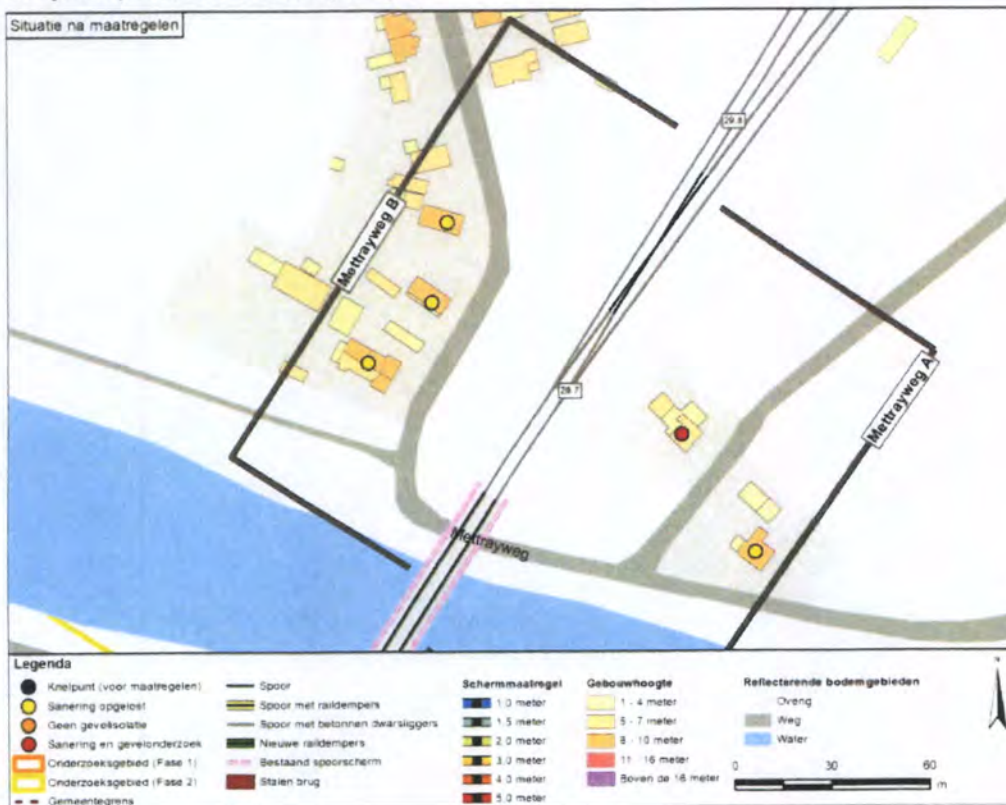 Situatie na maatregelen
29.8
Mettrayweg B
29.7
Mettrayweg A
Mettrayweg
Legenda
Knelpunt (voor maatregelen)
Sanering opgelost
Geen gevelisolatie
Sanering en gevelonderzoek
Onderzoeksgebied (Fase 1)
Onderzoeksgebied (Fase 2)
Gemeentegrens
Spoor
Spoor met raildempers
Spoor met betonnen dwarsliggers
Nieuwe raildempers
Bestaand spoorscherm
Stalen brug
Schermmaatregel
1.0 meter
1.5 meter
2.0 meter
3.0 meter
4.0 meter
5.0 meter
Gebouwhoogte
1 - 4 meter
5 - 7 meter
8 - 10 meter
11 - 16 meter
Boven de 16 meter
Reflecterende bodemgebieden
Overig
Weg
Water
0 30 60
m